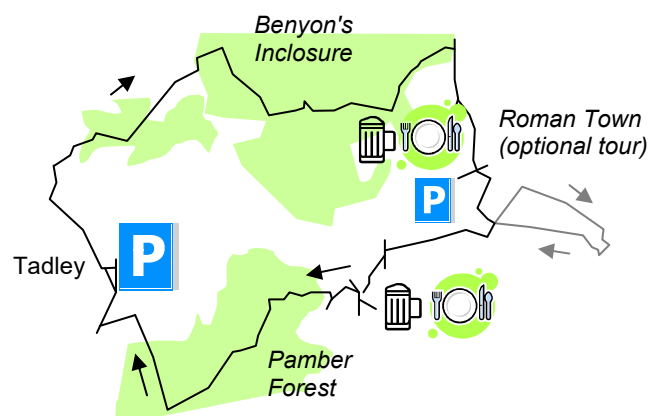 Benyon's
Inclosure
Roman Town
(optional tour)
P
P
Tadley
Pamber
Forest